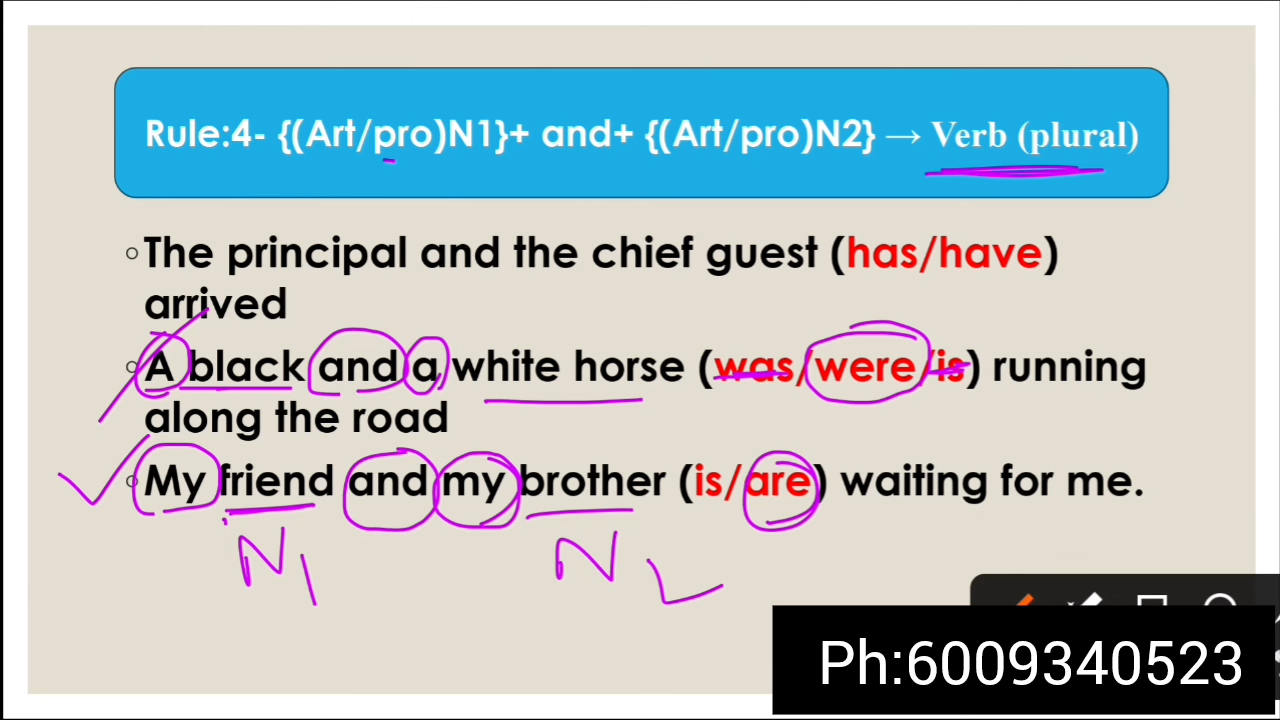 Rule:4- {(Art/pro)N1}+ and+ {(Art/pro)N2} → Verb (plural)
◦The principal and the chief guest (has/have)
arrived
◦A black and a white horse (was/were/is) running
along the road
◦My friend and my brother (is/are) waiting for me.
N1 N2
Ph:6009340523